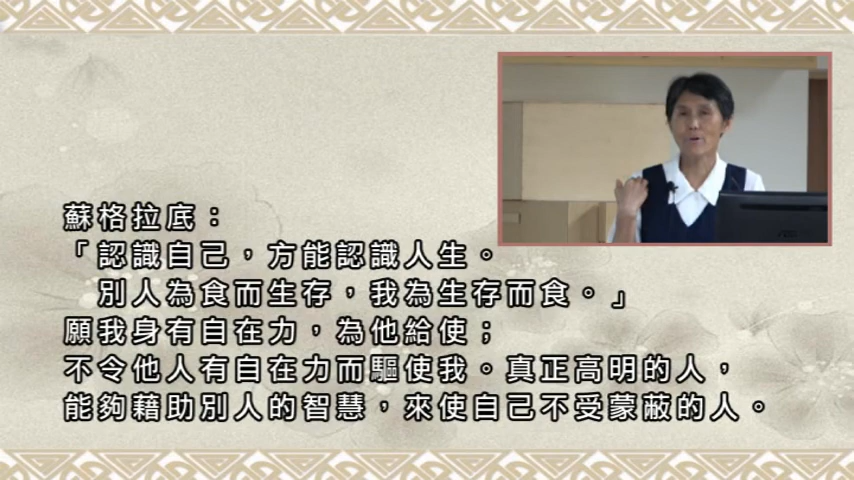 蘇格拉底：
「認識自己，方能認識人生。
別人為食而生存，我為生存而食。」
願我身有自在力，為他給使；
不令他人有自在力而驅使我。真正高明的人，
能夠藉助別人的智慧，來使自己不受蒙蔽的人。